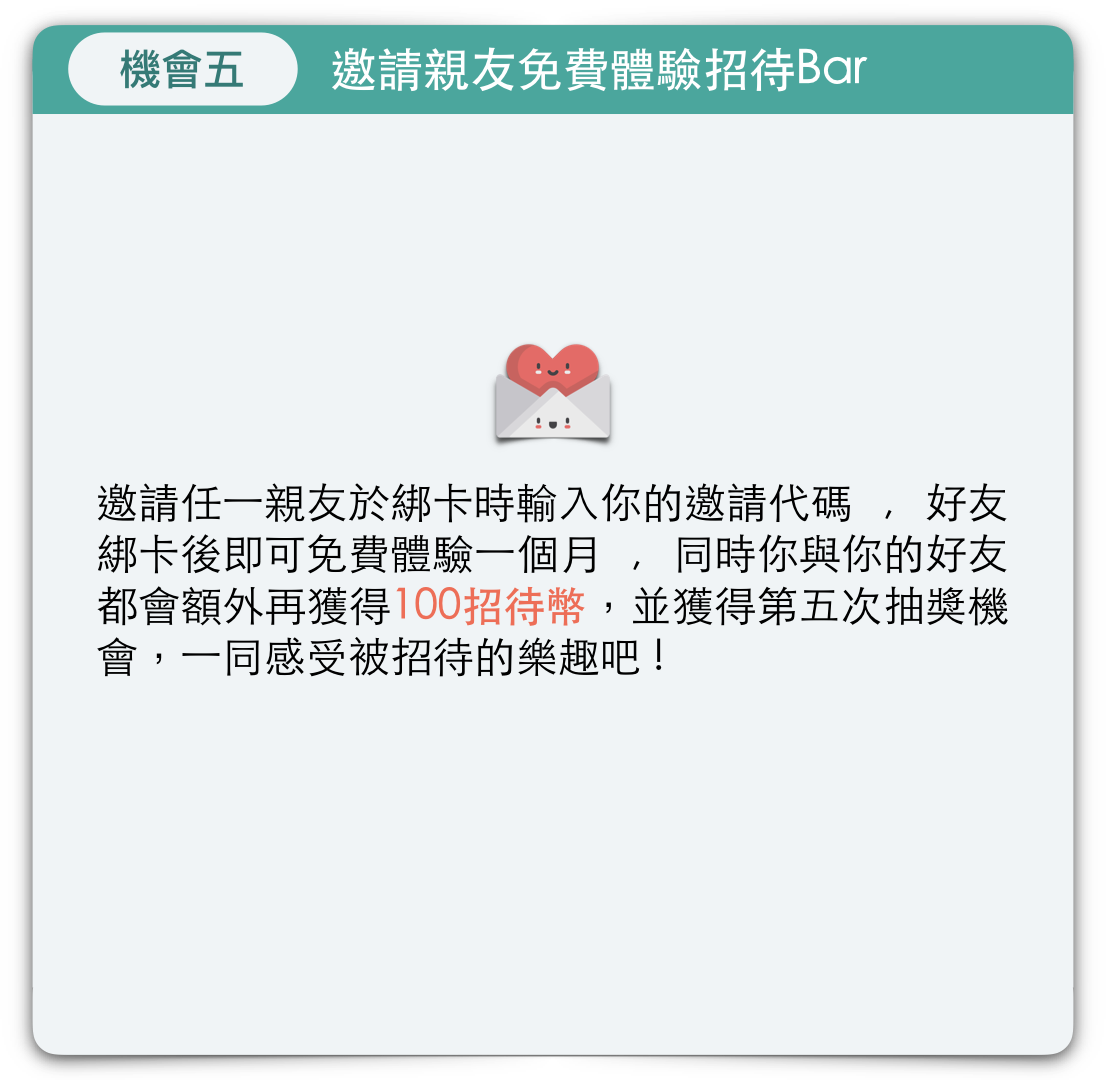 機會五 邀請親友免費體驗招待Bar
邀請任一親友於綁卡時輸入你的邀請代碼 , 好友
綁卡後即可免費體驗一個月 , 同時你與你的好友
都會額外再獲得100招待幣,並獲得第五次抽獎機
會,一同感受被招待的樂趣吧!